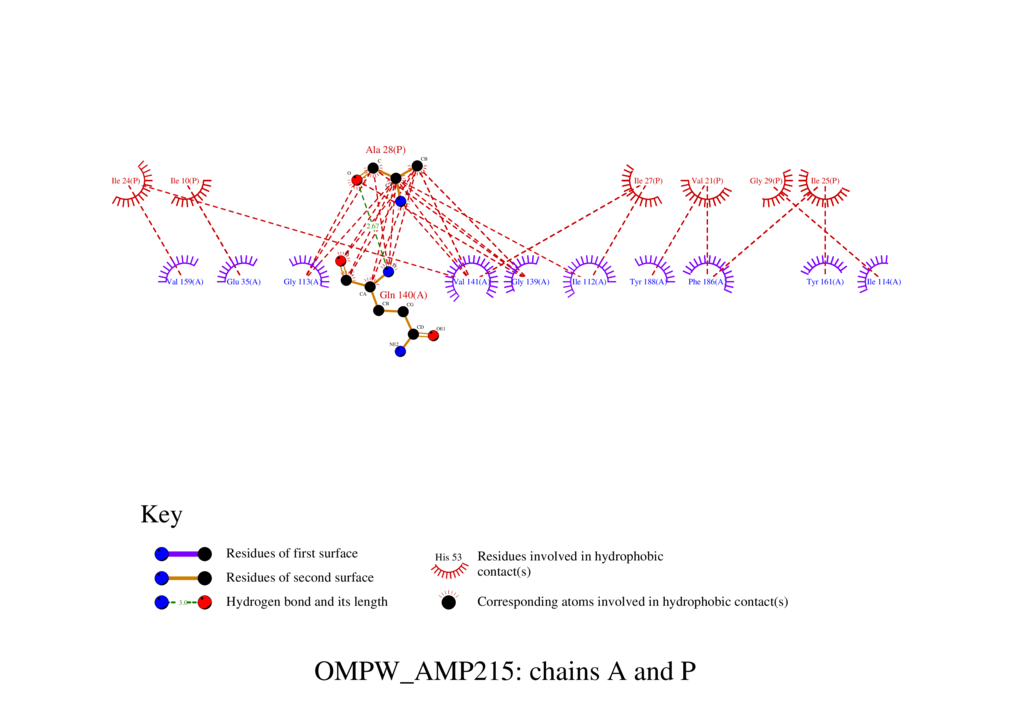 Ala 28(P)
C
CB
O
Ile 24(P)
Ile 10(P)
Ile 27(P)
Val 21(P)
Gly 29(P)
Ile 25(P)
2.67
Val 159(A)
Glu 35(A)
Gly 113(A)
Val 141(A)
Gly 139(A)
Ile 112(A)
Tyr 188(A)
Phe 186(A)
Tyr 161(A)
Ile 114(A)
CA
Gln 140(A)
CB
CG
CD
OE1
NE2
Key
Residues of first surface
Residues of second surface
3.0
Hydrogen bond and its length
His 53
Residues involved in hydrophobic
contact(s)
Corresponding atoms involved in hydrophobic contact(s)
OMPW_AMP215: chains A and P